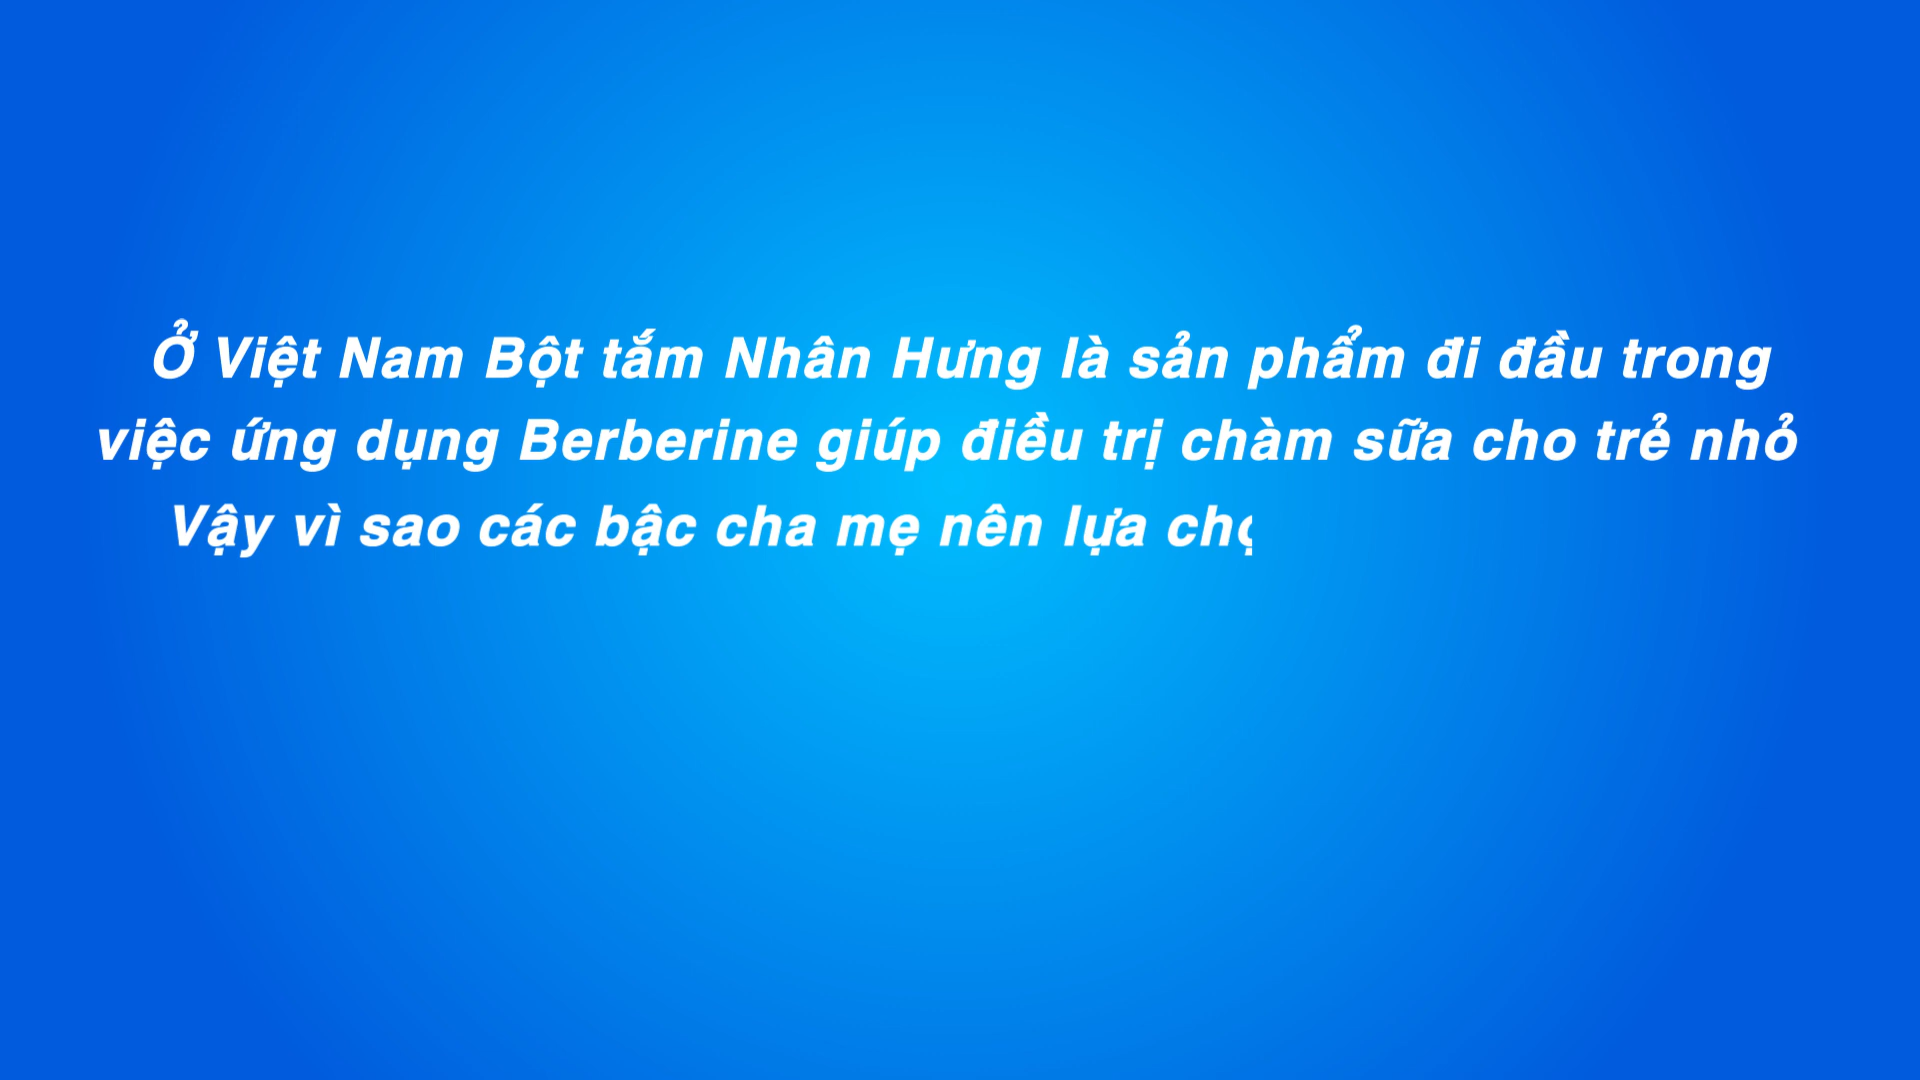 Ở Việt Nam Bột tắm Nhân Hưng là sản phẩm đi đầu trong
việc ứng dụng Berberine giúp điều trị chàm sữa cho trẻ nhỏ
Vậy vì sao các bậc cha mẹ nên lựa